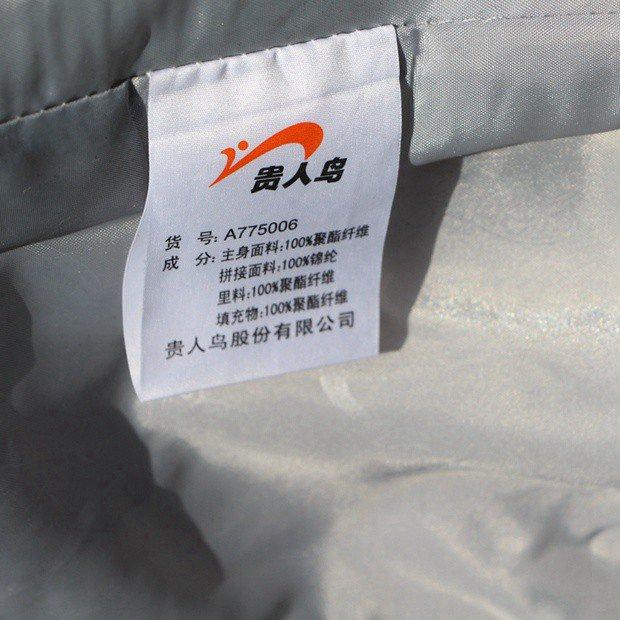 贵人鸟
货 号: A775006
成 分: 主身面料:100%聚酯纤维
拼接面料:100%锦纶
里料:100%聚酯纤维
填充物:100%聚酯纤维
贵人鸟股份有限公司